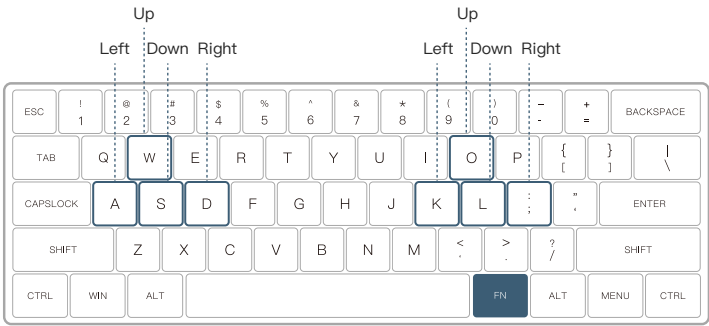 Up Up
Left Down Right Left Down Right
ESC ! 1 @ 2 # 3 $ 4 % 5 ^ 6 & 7 * 8 ( 9 ) 0 – - + = BACKSPACE
TAB Q W E R T Y U I O P { [ } ] | \
CAPSLOCK A S D F G H J K L : ; " ' ENTER
SHIFT Z X C V B N M < , > . ? / SHIFT
CTRL WIN ALT FN ALT MENU CTRL